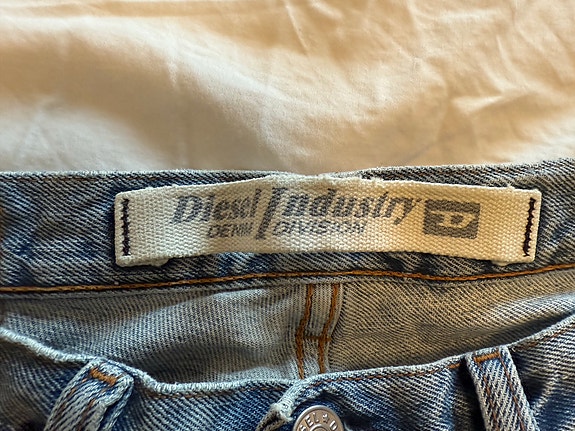 Diesel Industry D
DENIM DIVISION